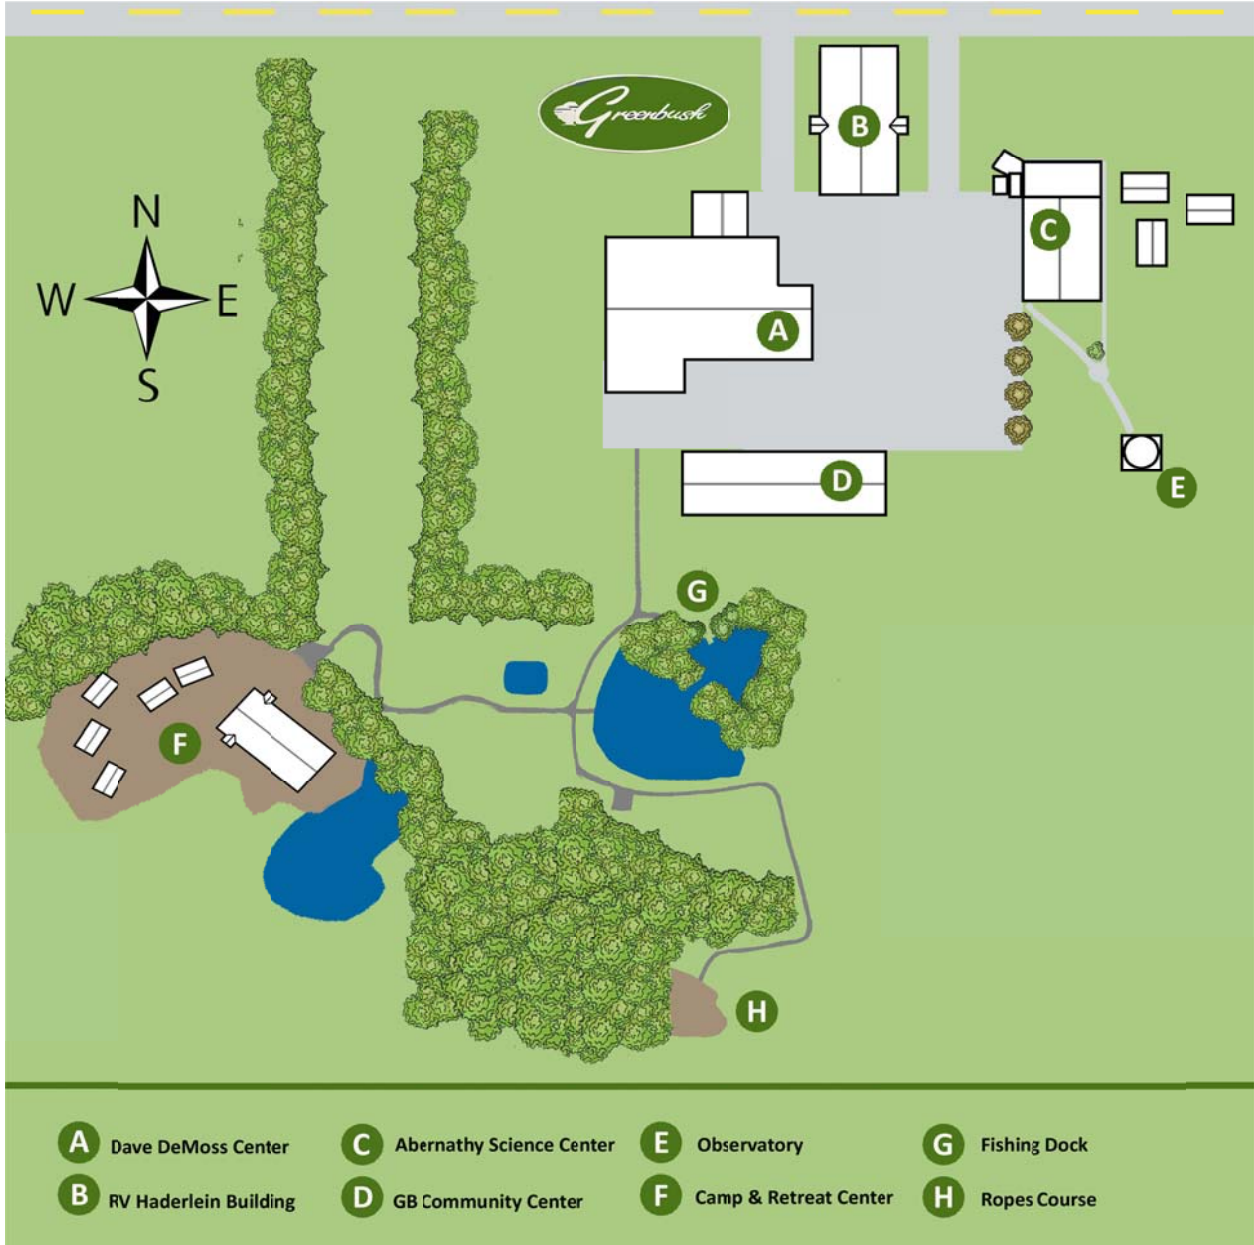 Greenbush
B
C
N
W E
S
A
D
E
G
F
H
A Dave DeMoss Center
C Abernathy Science Center
E Observatory
G Fishing Dock
B RV Haderlein Building
D GB Community Center
F Camp & Retreat Center
H Ropes Course